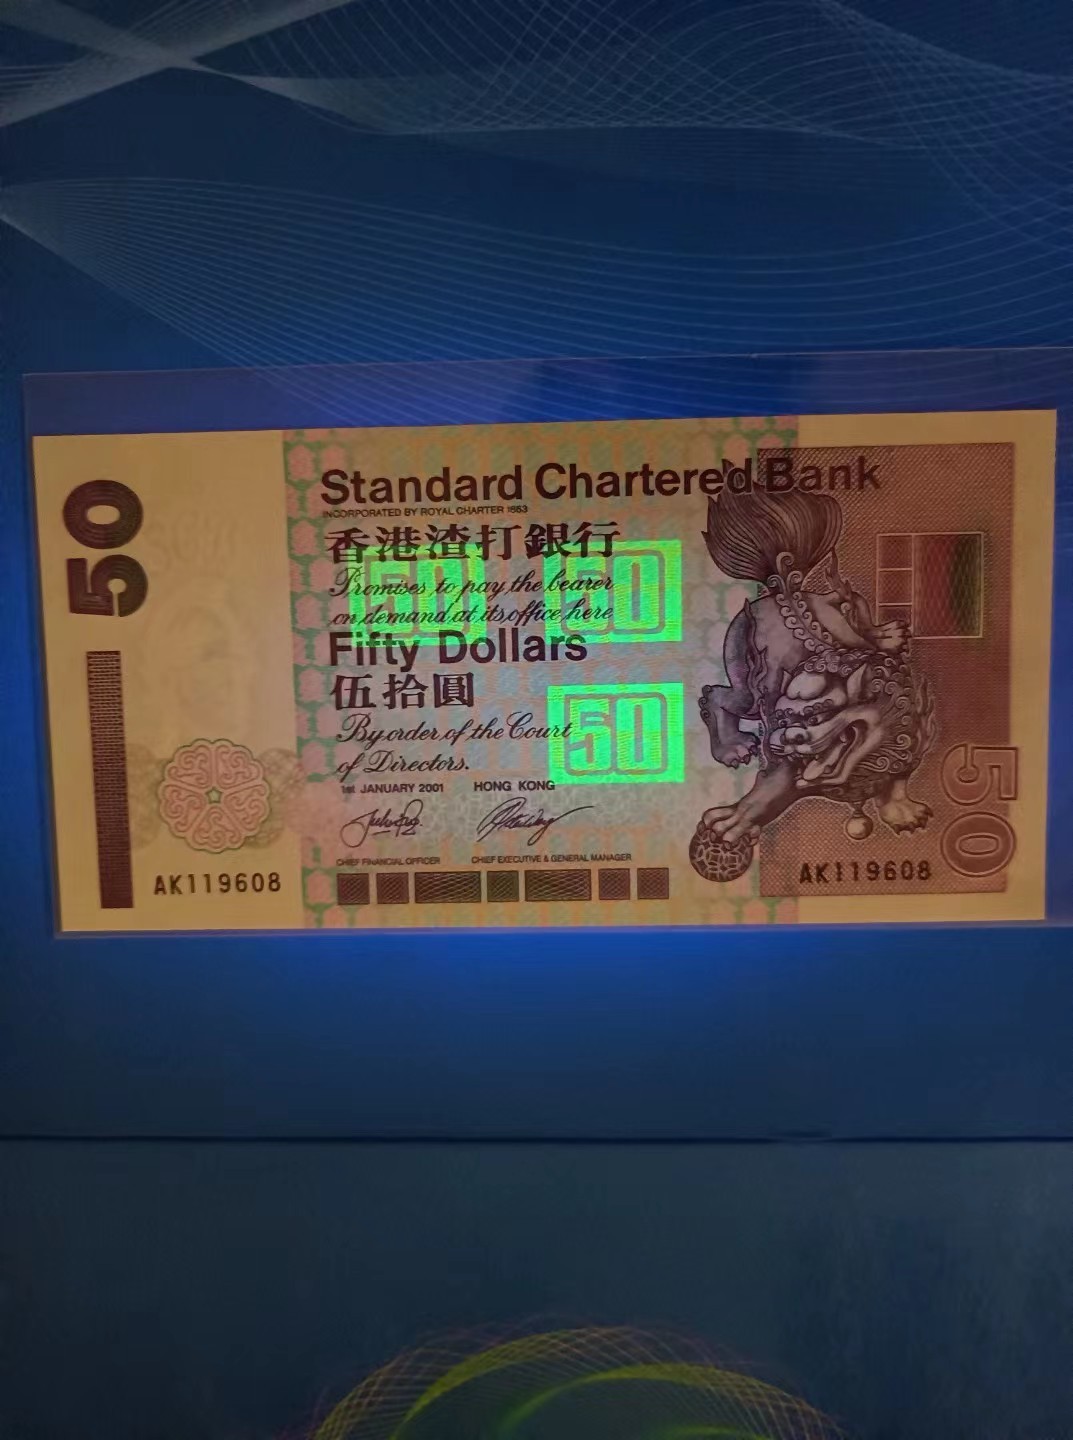 50
Standard Chartered Bank
INCORPORATED BY ROYAL CHARTER 1853
香港渣打銀行
50 50
Promises to pay the bearer
on demand at its office here
Fifty Dollars
伍拾圓
50
By order of the Court
of Directors.
1st JANUARY 2001 HONG KONG
CHIEF FINANCIAL OFFICER CHIEF EXECUTIVE & GENERAL MANAGER
50
AK119608
AK119608